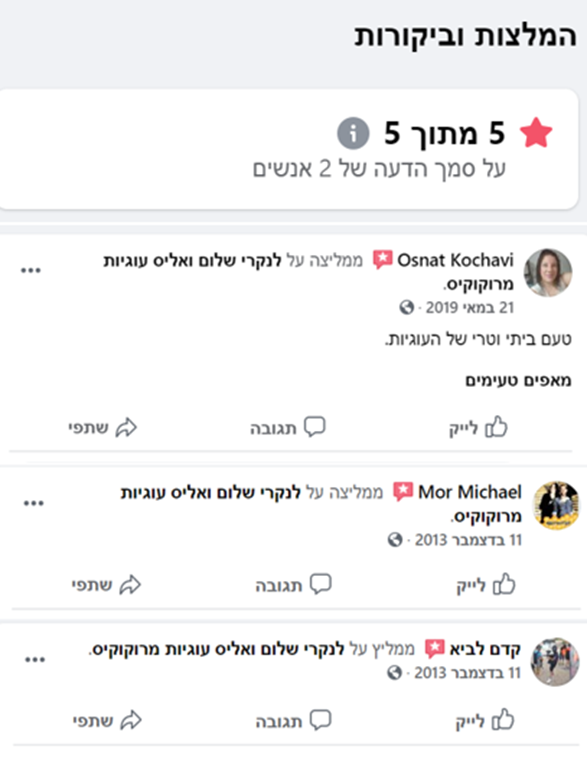 המלצות וביקורות
5 מתוך 5
על סמך הדעה של 2 אנשים
Osnat Kochavi ממליצה על לנקרי שלום ואליס עוגיות
מרוקוקיס.
21 במאי 2019 ·
טעם ביתי וטרי של העוגיות.
מאפים טעימים
לייק תגובה שתפי
Mor Michael ממליצה על לנקרי שלום ואליס עוגיות
מרוקוקיס.
11 בדצמבר 2013 ·
לייק תגובה שתפי
קדם לביא ממליץ על לנקרי שלום ואליס עוגיות מרוקוקיס.
11 בדצמבר 2013 ·
לייק תגובה שתפי